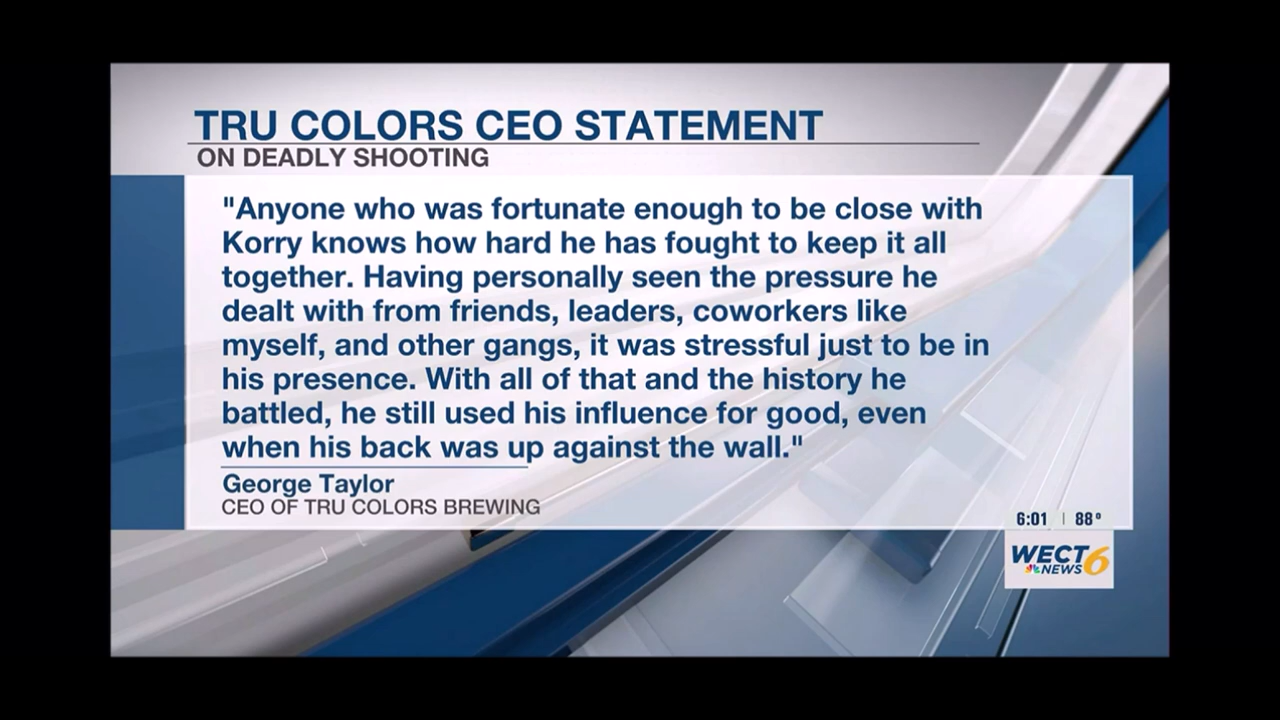 TRU COLORS CEO STATEMENT
ON DEADLY SHOOTING
"Anyone who was fortunate enough to be close with
Korry knows how hard he has fought to keep it all
together. Having personally seen the pressure he
dealt with from friends, leaders, coworkers like
myself, and other gangs, it was stressful just to be in
his presence. With all of that and the history he
battled, he still used his influence for good, even
when his back was up against the wall."
George Taylor
CEO OF TRU COLORS BREWING
6:01 | 88°
WECT 6
NEWS